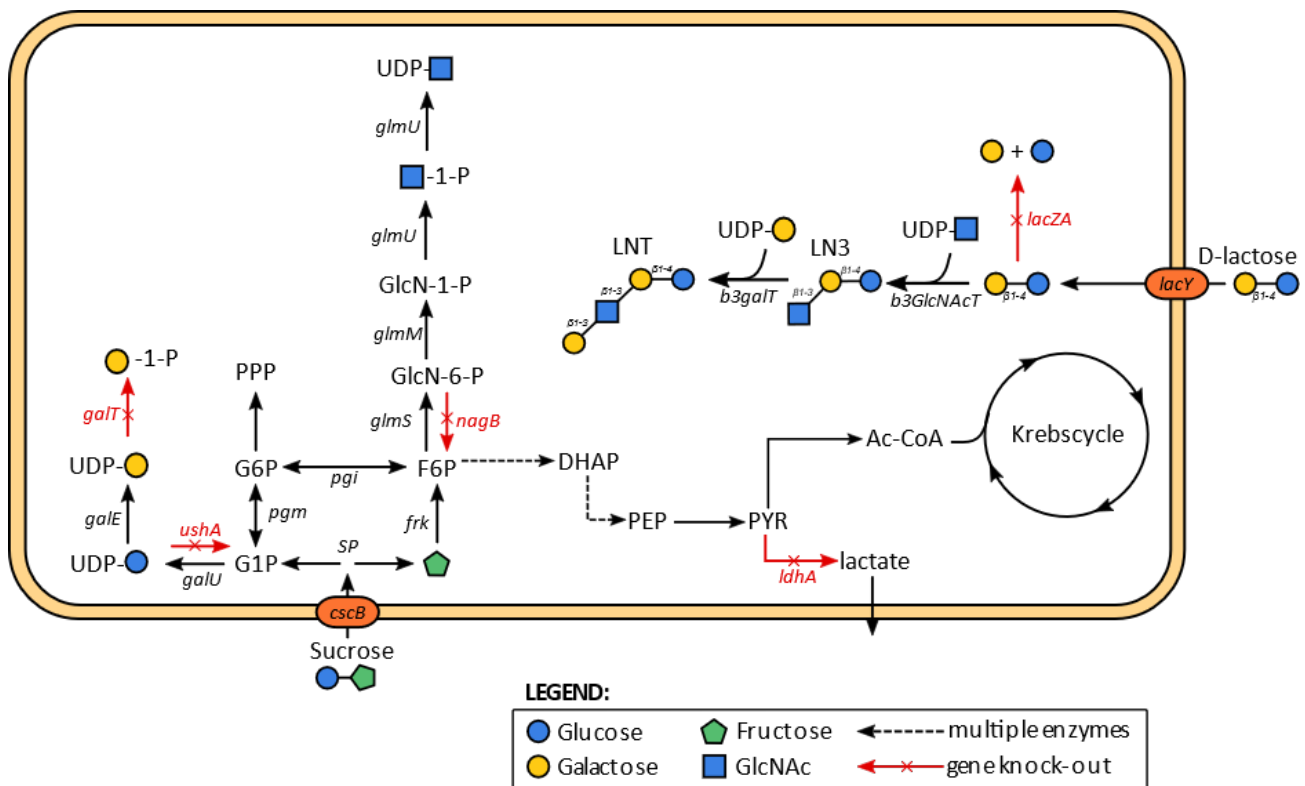 UDP-
glmU
-1-P
glmU
GlcN-1-P
glmM
GlcN-6-P
glmS
nagB
F6P
-1-P
galT
UDP-
galE
UDP-
ushA
galU
PPP
G6P
pgi
pgm
G1P
SP
frk
cscB
Sucrose
DHAP
PEP
PYR
ldhA
lactate
Ac-CoA
Krebscycle
LNT
β1-4
β1-3
β1-3
UDP-
b3galT
LN3
β1-4
β1-3
UDP-
b3GlcNAcT
+
lacZA
β1-4
lacY
D-lactose
β1-4
LEGEND:
Glucose
Fructose
multiple enzymes
Galactose
GlcNAc
gene knock-out